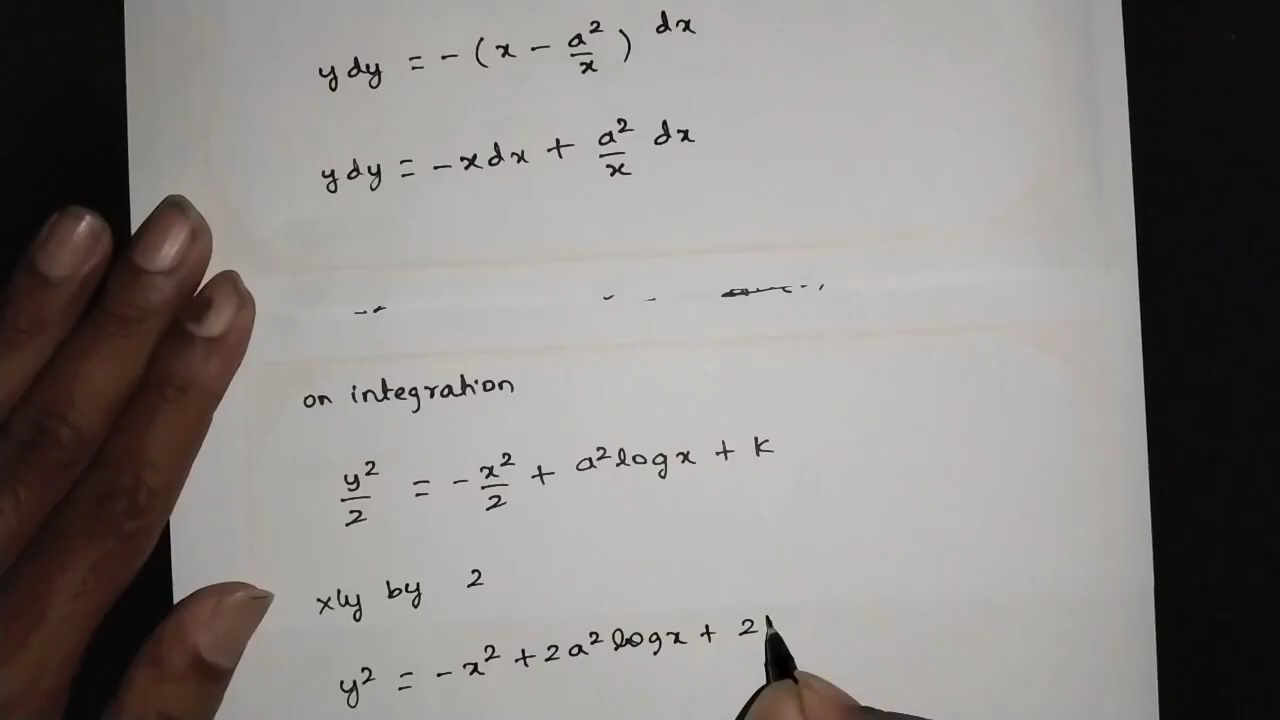 y dy = - (x - a²/x) dx
y dy = - x dx + a²/x dx
on integration
y²/2 = - x²/2 + a² log x + k
xly by 2
y² = - x² + 2a² log x + 2